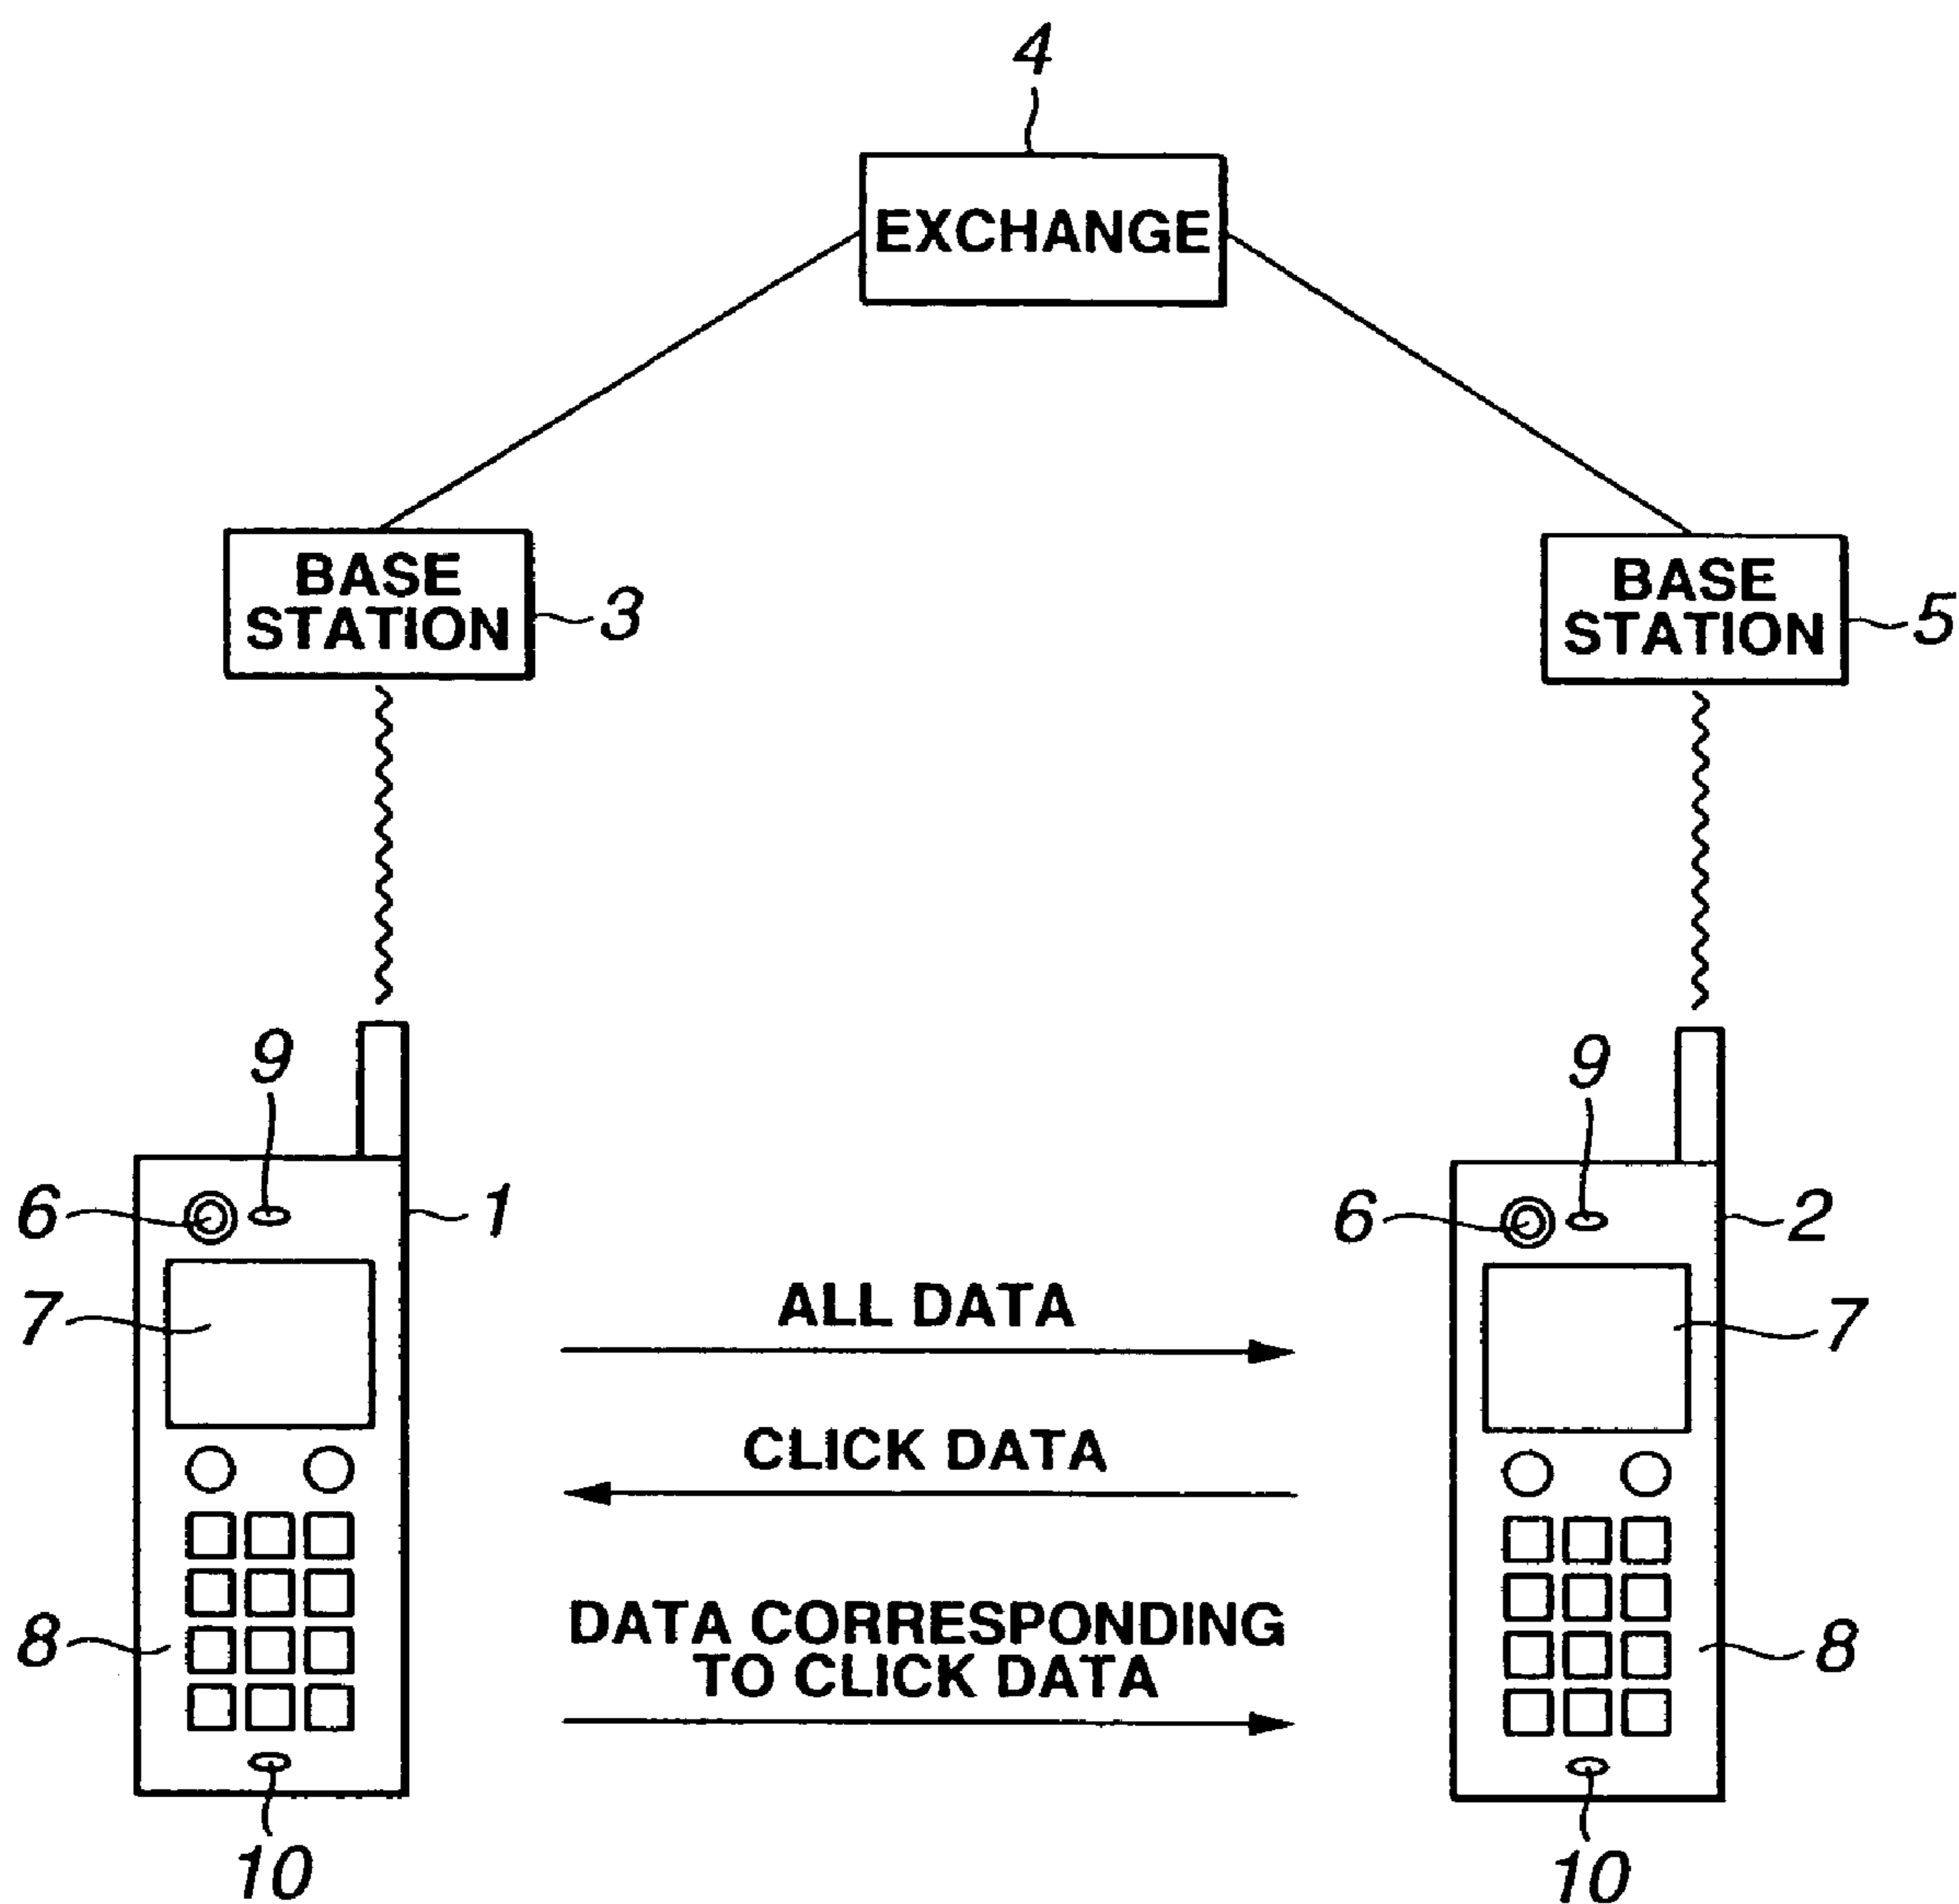 4
EXCHANGE
BASE
STATION
3
BASE
STATION
5
9
9
6
1
6
2
7
ALL DATA
7
CLICK DATA
8
DATA CORRESPONDING
TO CLICK DATA
8
10
10